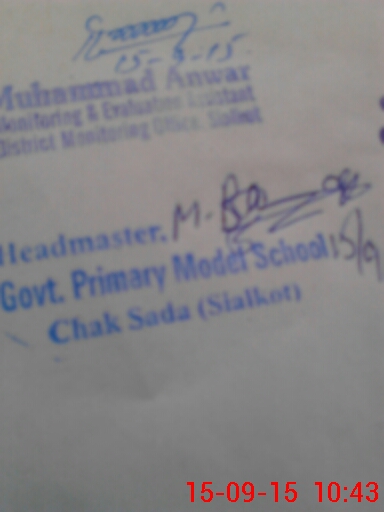 15-9-15
Muhammad Anwar
Monitoring & Evaluation Assistant
District Monitoring Office, Sialkot
Headmaster,
Govt. Primary Model School 15/9
Chak Sada (Sialkot)
15-09-15 10:43